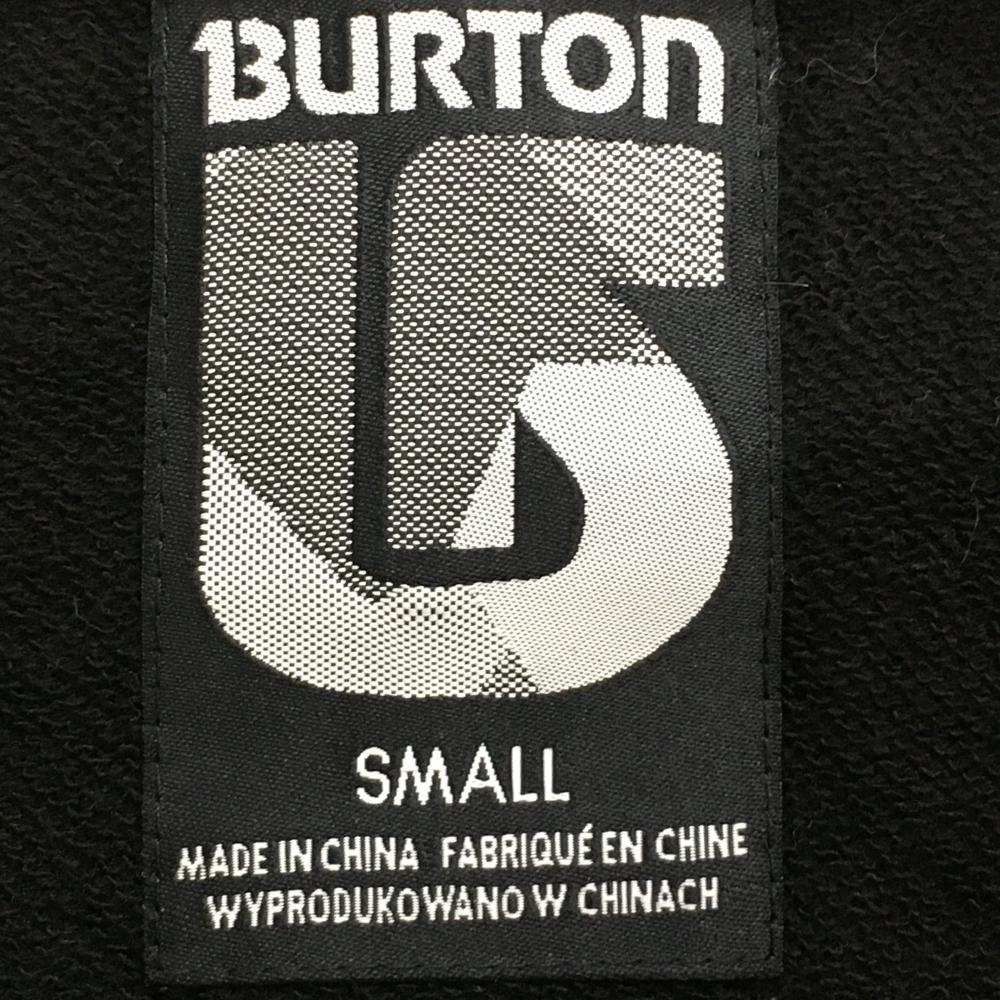 BURTON
SMALL
MADE IN CHINA FABRIQUÉ EN CHINE
WYPRODUKOWANO W CHINACH